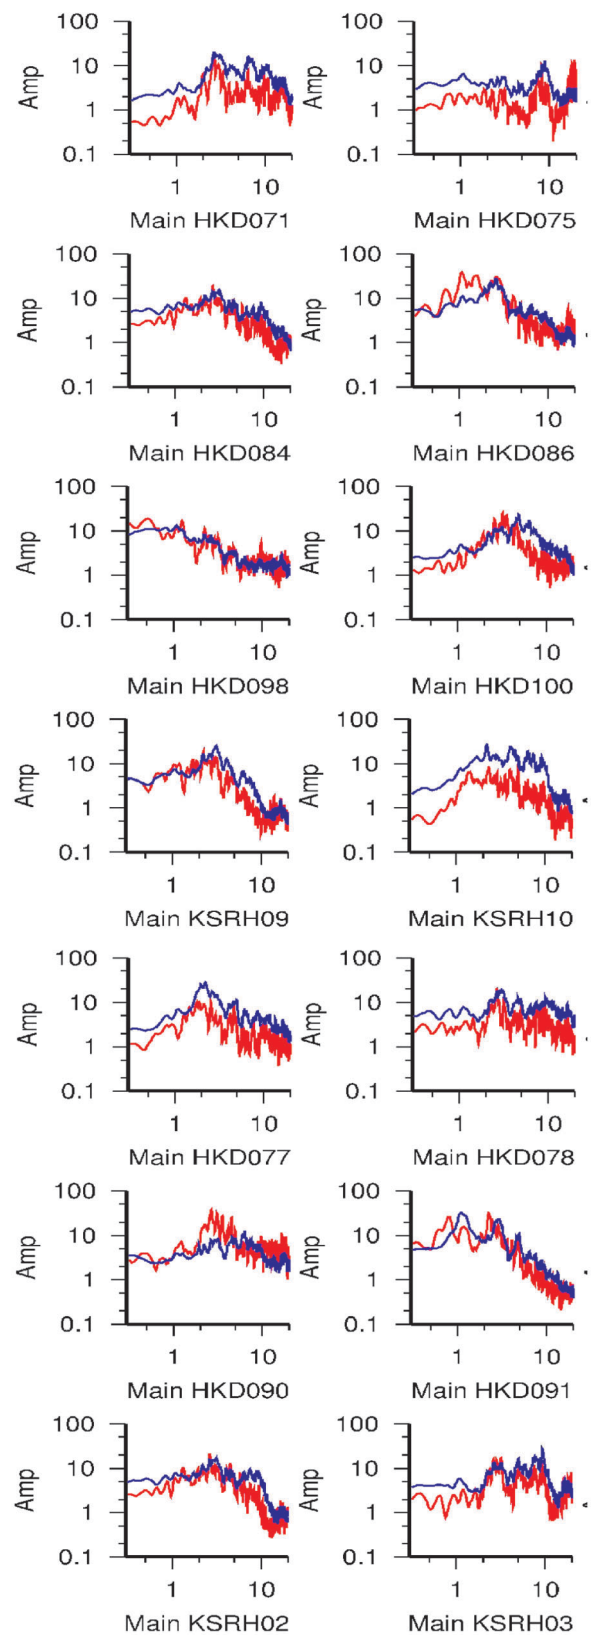 100 100
Amp 10 10
1 1
0.1 0.1
1 10 1 10
Main HKD071 Main HKD075
100 100
Amp 10 Amp 10
1 1
0.1 0.1
1 10 1 10
Main HKD084 Main HKD086
100 100
Amp 10 Amp 10
1 1
0.1 0.1
1 10 1 10
Main HKD098 Main HKD100
100 100
Amp 10 Amp 10
1 1
0.1 0.1
1 10 1 10
Main KSRH09 Main KSRH10
100 100
Amp 10 Amp 10
1 1
0.1 0.1
1 10 1 10
Main HKD077 Main HKD078
100 100
Amp 10 Amp 10
1 1
0.1 0.1
1 10 1 10
Main HKD090 Main HKD091
100 100
Amp 10 Amp 10
1 1
0.1 0.1
1 10 1 10
Main KSRH02 Main KSRH03